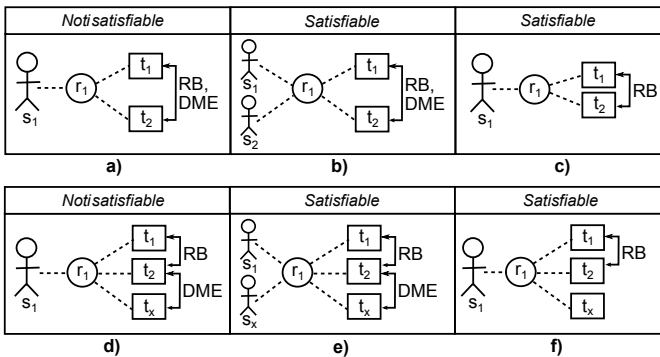 Not satisfiable
Satisfiable
Satisfiable
s1
r1
t1
t2
RB,
DME
s1
s2
r1
t1
t2
RB,
DME
s1
r1
t1
t2
RB
a)
b)
c)
Not satisfiable
Satisfiable
Satisfiable
s1
r1
t1
t2
tx
RB
DME
s1
sx
r1
t1
t2
tx
RB
DME
s1
r1
t1
t2
tx
RB
d)
e)
f)